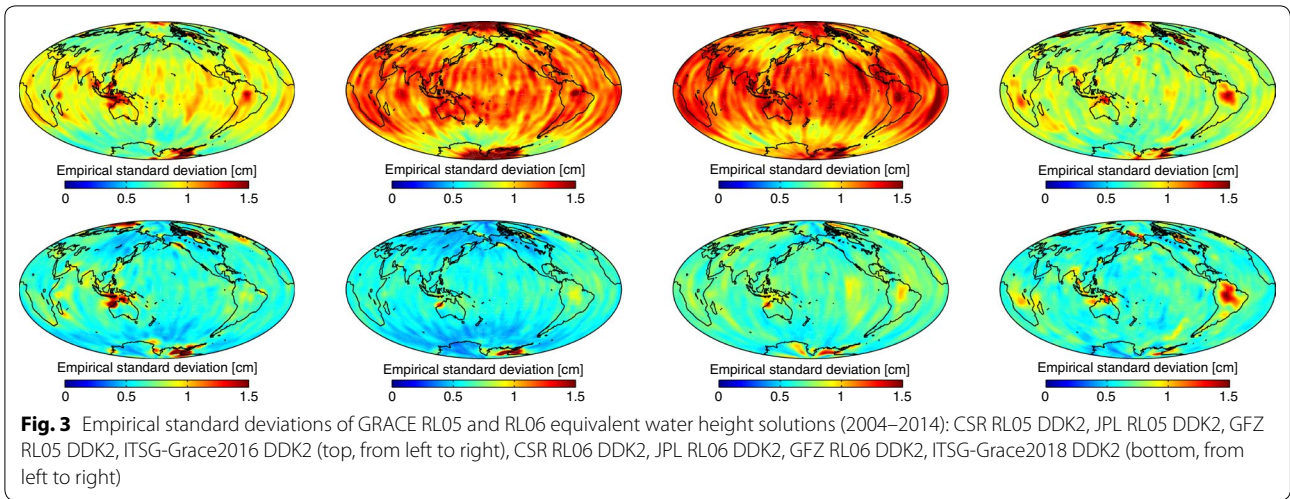 Empirical standard deviation [cm] Empirical standard deviation [cm] Empirical standard deviation [cm] Empirical standard deviation [cm]
0 0.5 1 1.5 0 0.5 1 1.5 0 0.5 1 1.5 0 0.5 1 1.5
Empirical standard deviation [cm] Empirical standard deviation [cm] Empirical standard deviation [cm] Empirical standard deviation [cm]
0 0.5 1 1.5 0 0.5 1 1.5 0 0.5 1 1.5 0 0.5 1 1.5
Fig. 3 Empirical standard deviations of GRACE RL05 and RL06 equivalent water height solutions (2004–2014): CSR RL05 DDK2, JPL RL05 DDK2, GFZ
RL05 DDK2, ITSG-Grace2016 DDK2 (top, from left to right), CSR RL06 DDK2, JPL RL06 DDK2, GFZ RL06 DDK2, ITSG-Grace2018 DDK2 (bottom, from
left to right)